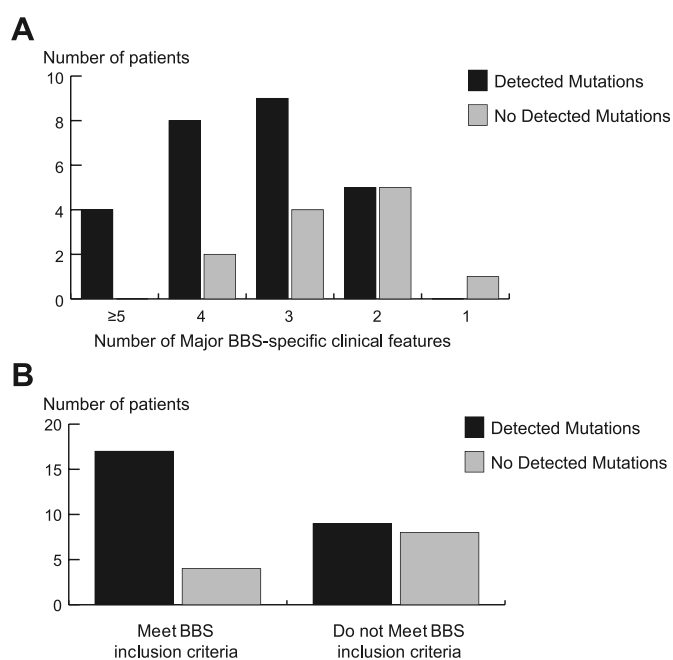 A
Number of patients
10
8
6
4
2
0
Detected Mutations
No Detected Mutations
≥5 4 3 2 1
Number of Major BBS-specific clinical features
B
Number of patients
20
15
10
5
0
Detected Mutations
No Detected Mutations
Meet BBS
inclusion criteria
Do not Meet BBS
inclusion criteria